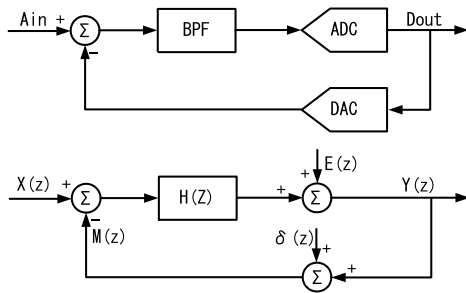 Ain + Σ BPF ADC Dout
−
DAC
X(z) + Σ H(Z) + Σ + E(z) Y(z)
− M(z) δ(z) +
Σ +